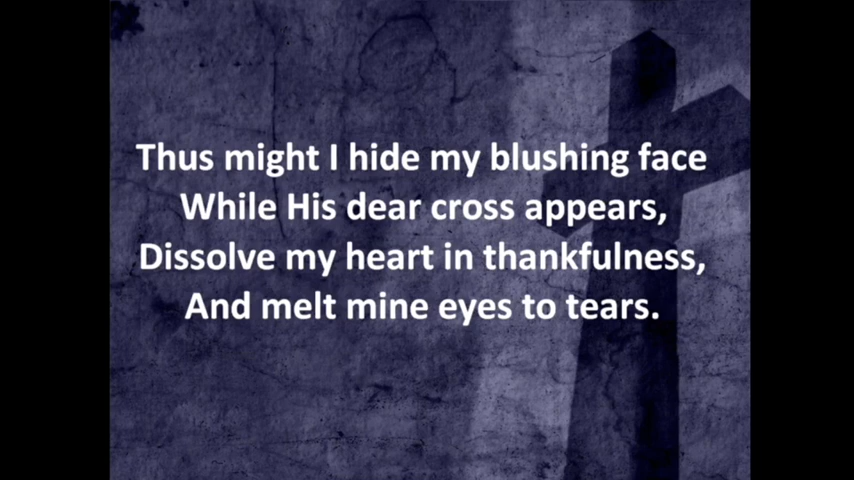 Thus might I hide my blushing face
While His dear cross appears,
Dissolve my heart in thankfulness,
And melt mine eyes to tears.